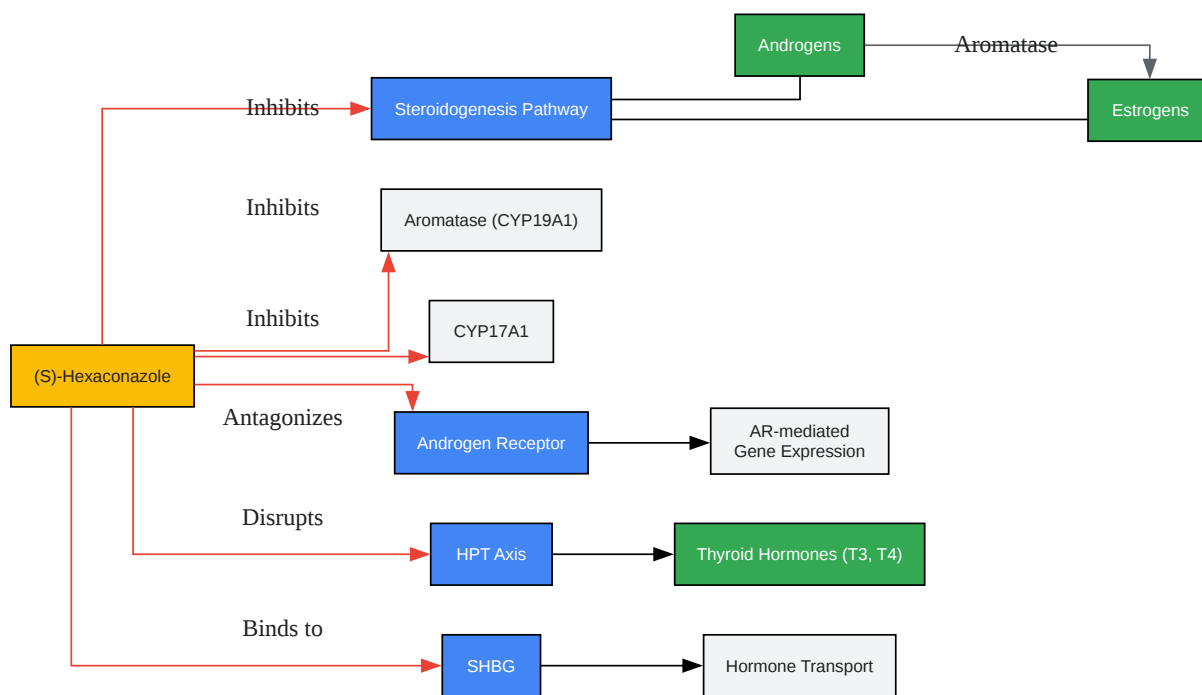 Androgens
Aromatase
Inhibits
Steroidogenesis Pathway
Estrogens
Inhibits
Aromatase (CYP19A1)
Inhibits
CYP17A1
(S)-Hexaconazole
Antagonizes
Androgen Receptor
AR-mediated
Gene Expression
Disrupts
HPT Axis
Thyroid Hormones (T3, T4)
Binds to
SHBG
Hormone Transport